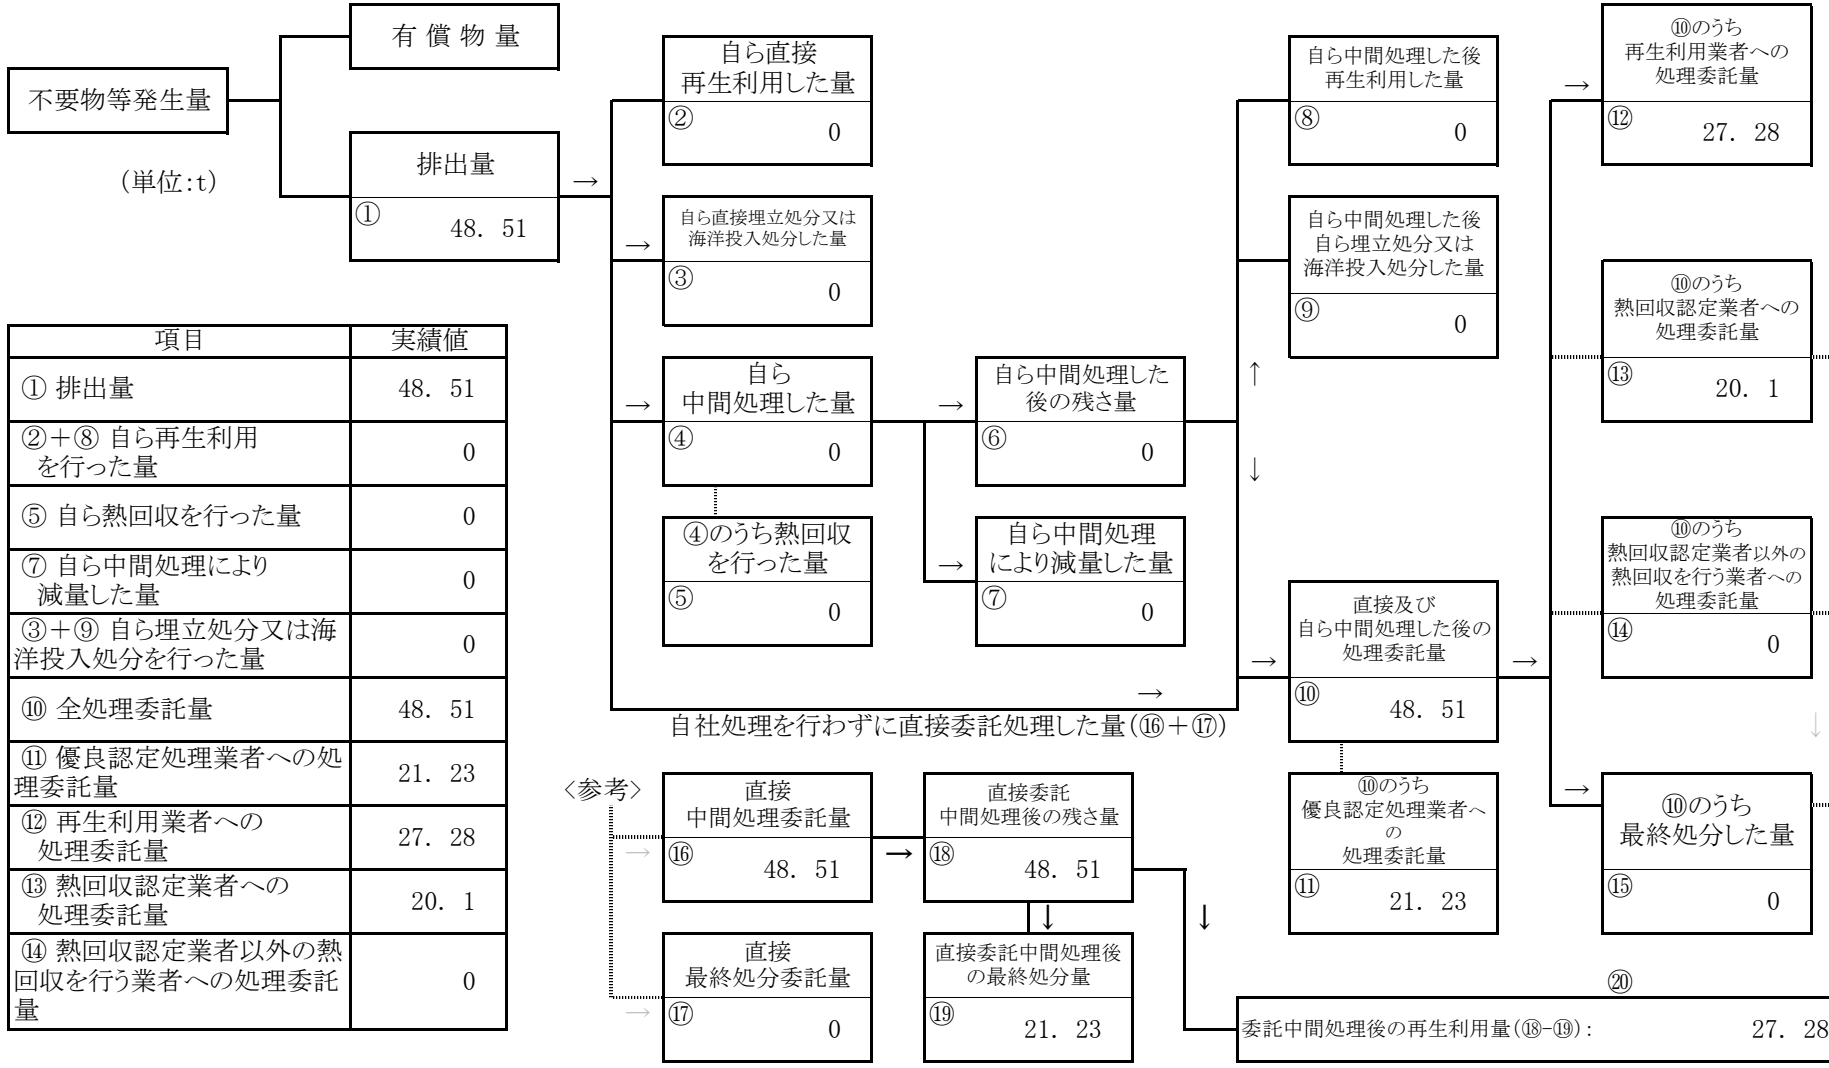 有 償 物 量
不要物等発生量
(単位:t)
排出量
①
48. 51
→
自ら直接
再生利用した量
②
0
→
自ら直接埋立処分又は
海洋投入処分した量
③
0
→
自ら
中間処理した量
④
0
④のうち熱回収
を行った量
⑤
0
→
自ら中間処理した
後の残さ量
⑥
0
→
自ら中間処理
により減量した量
⑦
0
自ら中間処理した後
再生利用した量
⑧
0
自ら中間処理した後
自ら埋立処分又は
海洋投入処分した量
⑨
0
↑
↓
→
自社処理を行わずに直接委託処理した量(⑯+⑰)
→
直接及び
自ら中間処理した後の
処理委託量
⑩
48. 51
→
⑩のうち
優良認定処理業者へ
の
処理委託量
⑪
21. 23
→
⑩のうち
再生利用業者への
処理委託量
⑫
27. 28
⑩のうち
熱回収認定業者への
処理委託量
⑬
20. 1
⑩のうち
熱回収認定業者以外の
熱回収を行う業者への
処理委託量
⑭
0
↓
→
⑩のうち
最終処分した量
⑮
0
項目 実績値
① 排出量 48. 51
②+⑧ 自ら再生利用
を行った量 0
⑤ 自ら熱回収を行った量 0
⑦ 自ら中間処理により
減量した量 0
③+⑨ 自ら埋立処分又は海
洋投入処分を行った量 0
⑩ 全処理委託量 48. 51
⑪ 優良認定処理業者への処
理委託量 21. 23
⑫ 再生利用業者への
処理委託量 27. 28
⑬ 熱回収認定業者への
処理委託量 20. 1
⑭ 熱回収認定業者以外の熱
回収を行う業者への処理委託
量 0
<参考>
→
直接
中間処理委託量
⑯
48. 51
→
直接委託
中間処理後の残さ量
⑱
48. 51
↓
↓
→
直接
最終処分委託量
⑰
0
直接委託中間処理後
の最終処分量
⑲
21. 23
⑳
委託中間処理後の再生利用量(⑱-⑲): 27. 28